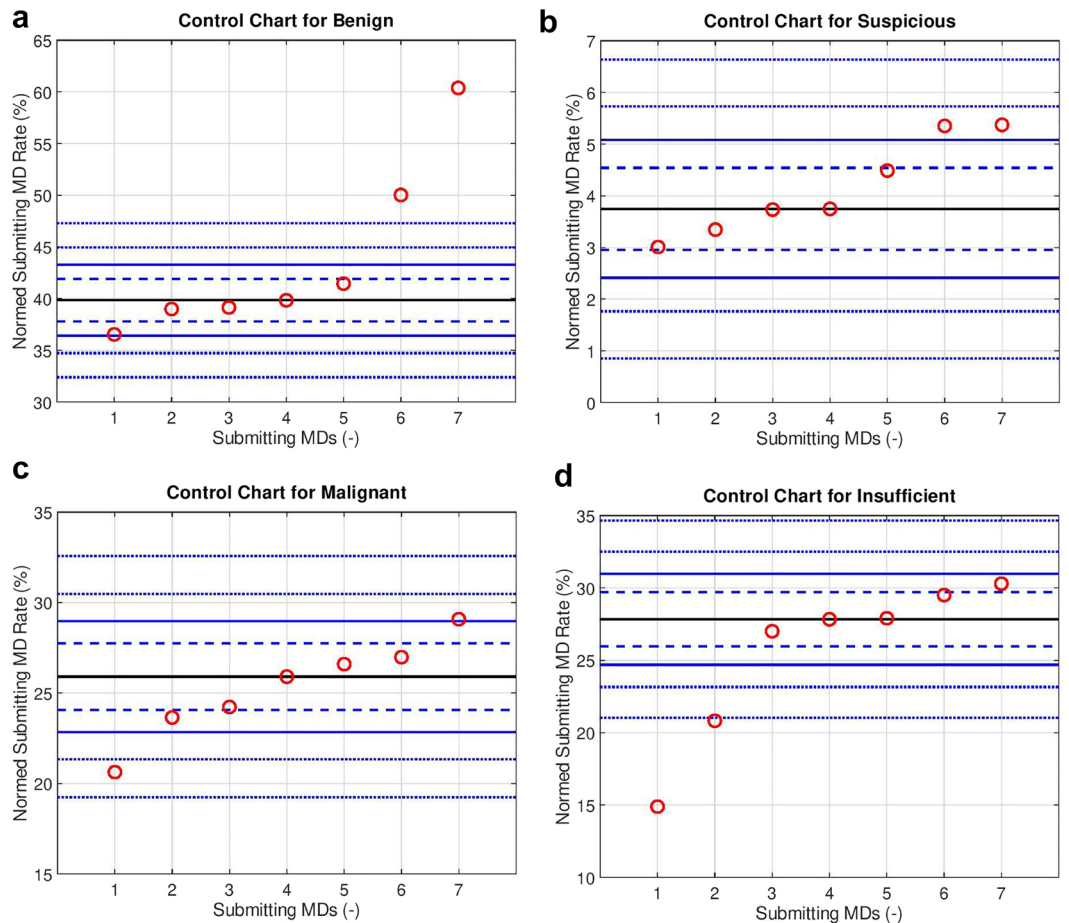 a
Control Chart for Benign
Normed Submitting MD Rate (%)
65
60
55
50
45
40
35
30
1 2 3 4 5 6 7
Submitting MDs (-)
b
Control Chart for Suspicious
Normed Submitting MD Rate (%)
7
6
5
4
3
2
1
0
1 2 3 4 5 6 7
Submitting MDs (-)
c
Control Chart for Malignant
Normed Submitting MD Rate (%)
35
30
25
20
15
1 2 3 4 5 6 7
Submitting MDs (-)
d
Control Chart for Insufficient
Normed Submitting MD Rate (%)
35
30
25
20
15
10
1 2 3 4 5 6 7
Submitting MDs (-)